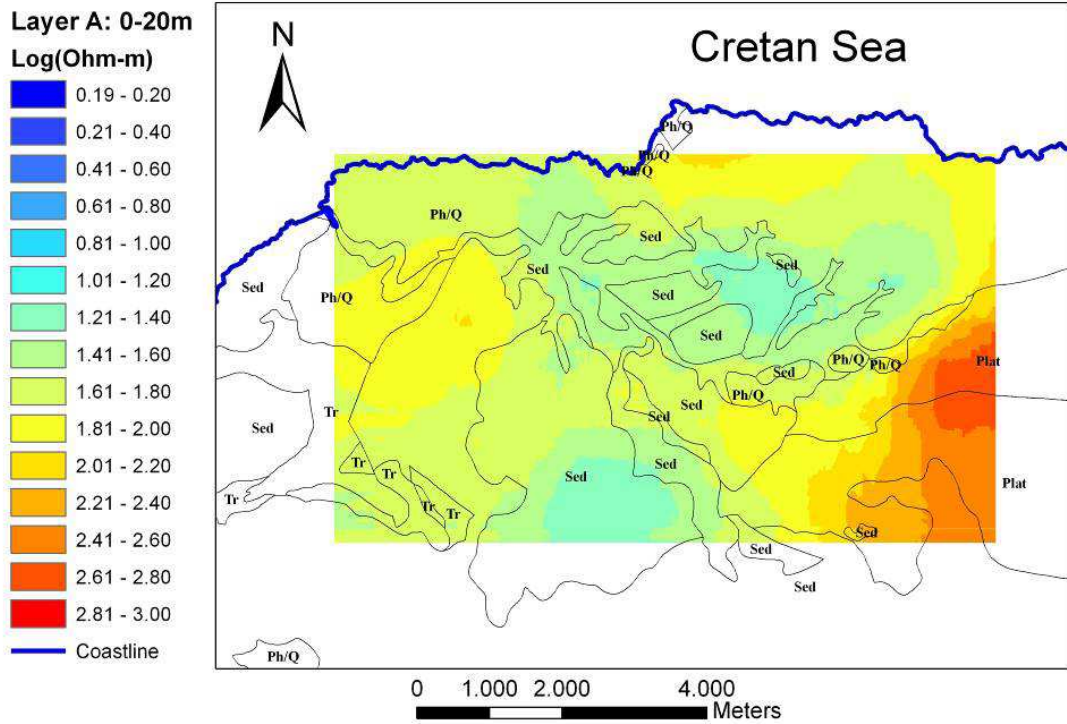 Layer A: 0-20m
Log(Ohm-m)
0.19 - 0.20
0.21 - 0.40
0.41 - 0.60
0.61 - 0.80
0.81 - 1.00
1.01 - 1.20
1.21 - 1.40
1.41 - 1.60
1.61 - 1.80
1.81 - 2.00
2.01 - 2.20
2.21 - 2.40
2.41 - 2.60
2.61 - 2.80
2.81 - 3.00
Coastline
N
Cretan Sea
Ph/Q
Ph/Q
Ph/Q
Ph/Q
Sed
Sed
Sed
Sed
Ph/Q
Sed
Sed
Ph/Q
Ph/Q
Plat
Sed
Ph/Q
Sed
Tr
Sed
Sed
Tr
Sed
Tr
Sed
Plat
Tr
Tr
Tr
Sed
Sed
Sed
Ph/Q
0 1.000 2.000 4.000
Meters